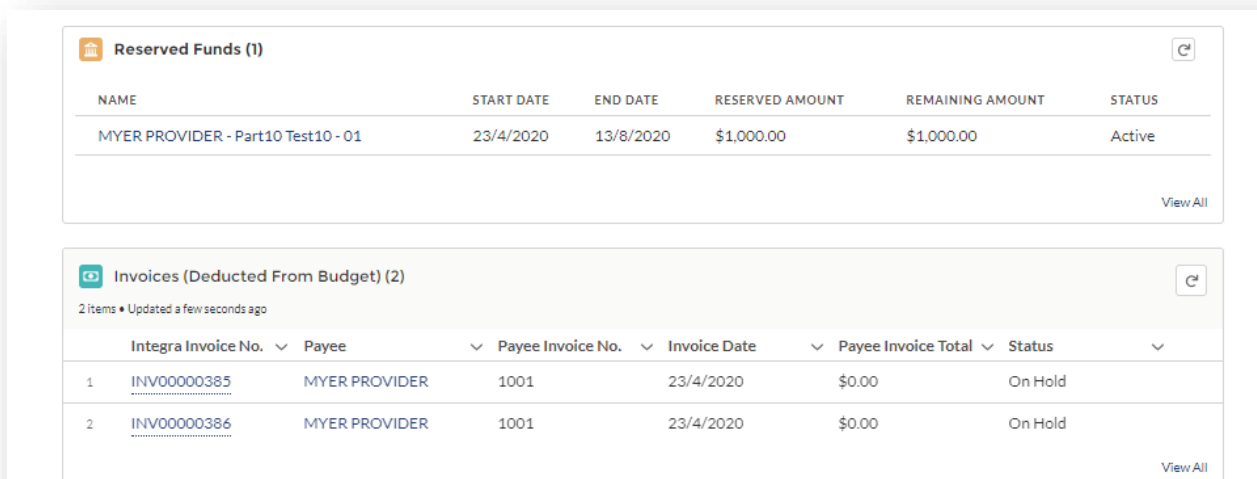 Reserved Funds (1)
NAME START DATE END DATE RESERVED AMOUNT REMAINING AMOUNT STATUS
MYER PROVIDER - Part10 Test10 - 01 23/4/2020 13/8/2020 $1,000.00 $1,000.00 Active
View All
Invoices (Deducted From Budget) (2)
2 items • Updated a few seconds ago
Integra Invoice No. Payee Payee Invoice No. Invoice Date Payee Invoice Total Status
1 INV00000385 MYER PROVIDER 1001 23/4/2020 $0.00 On Hold
2 INV00000386 MYER PROVIDER 1001 23/4/2020 $0.00 On Hold
View All